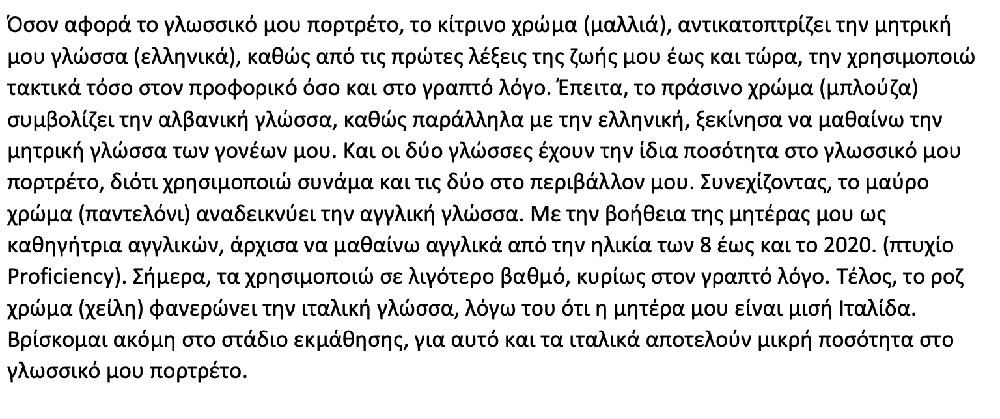 Όσον αφορά το γλωσσικό μου πορτρέτο, το κίτρινο χρώμα (μαλλιά), αντικατοπτρίζει την μητρική
μου γλώσσα (ελληνικά), καθώς από τις πρώτες λέξεις της ζωής μου έως και τώρα, την χρησιμοποιώ
τακτικά τόσο στον προφορικό όσο και στο γραπτό λόγο. Έπειτα, το πράσινο χρώμα (μπλούζα)
συμβολίζει την αλβανική γλώσσα, καθώς παράλληλα με την ελληνική, ξεκίνησα να μαθαίνω την
μητρική γλώσσα των γονέων μου. Και οι δύο γλώσσες έχουν την ίδια ποσότητα στο γλωσσικό μου
πορτρέτο, διότι χρησιμοποιώ συνάμα και τις δύο στο περιβάλλον μου. Συνεχίζοντας, το μαύρο
χρώμα (παντελόνι) αναδεικνύει την αγγλική γλώσσα. Με την βοήθεια της μητέρας μου ως
καθηγήτρια αγγλικών, άρχισα να μαθαίνω αγγλικά από την ηλικία των 8 έως και το 2020. (πτυχίο
Proficiency). Σήμερα, τα χρησιμοποιώ σε λιγότερο βαθμό, κυρίως στον γραπτό λόγο. Τέλος, το ροζ
χρώμα (χείλη) φανερώνει την ιταλική γλώσσα, λόγω του ότι η μητέρα μου είναι μισή Ιταλίδα.
Βρίσκομαι ακόμη στο στάδιο εκμάθησης, για αυτό και τα ιταλικά αποτελούν μικρή ποσότητα στο
γλωσσικό μου πορτρέτο.